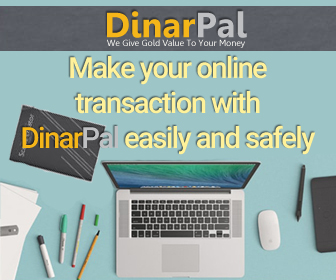 DinarPal
We Give Gold Value To Your Money
Make your online
transaction with
DinarPal easily and safely